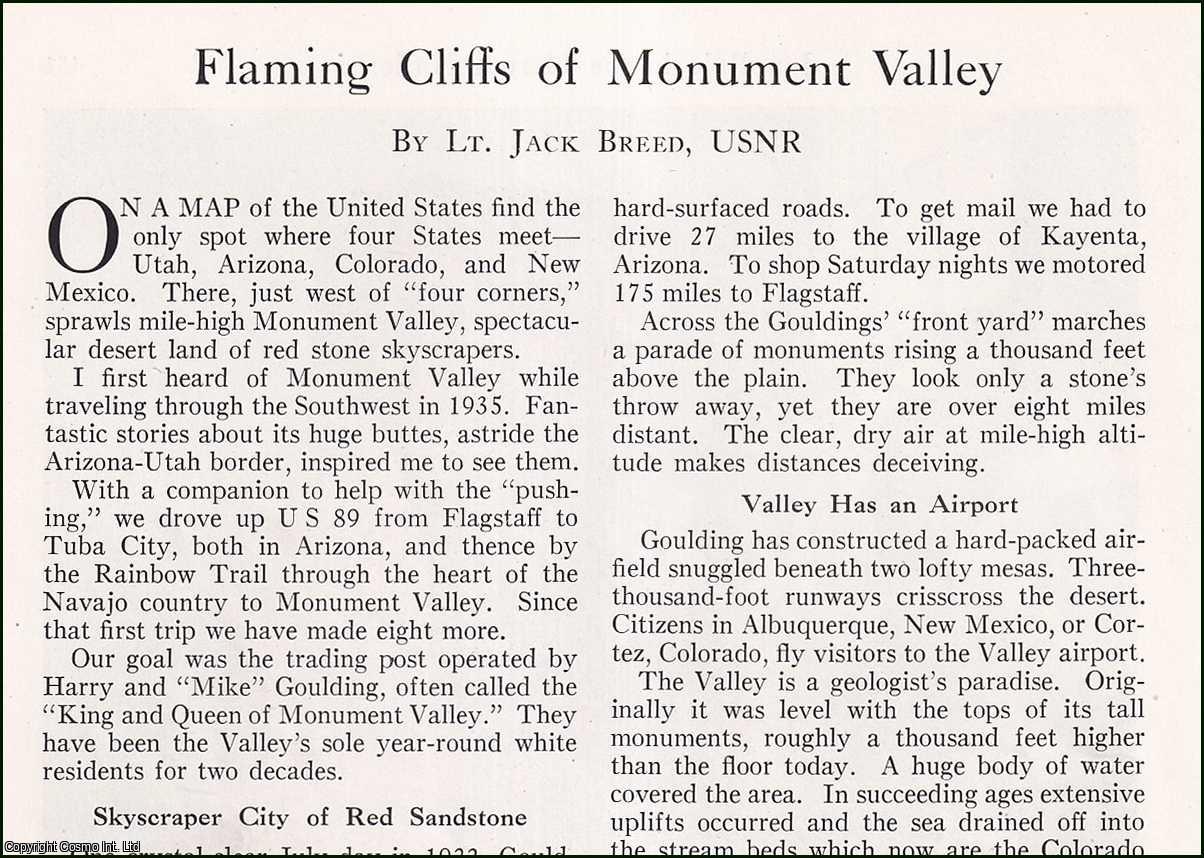 Flaming Cliffs of Monument Valley
By Lt. Jack Breed, USNR
ON A MAP of the United States find the
only spot where four States meet—
Utah, Arizona, Colorado, and New
Mexico. There, just west of “four corners,”
sprawls mile-high Monument Valley, spectacu-
lar desert land of red stone skyscrapers.
I first heard of Monument Valley while
traveling through the Southwest in 1935. Fan-
tastic stories about its huge buttes, astride the
Arizona-Utah border, inspired me to see them.
With a companion to help with the “push-
ing,” we drove up U S 89 from Flagstaff to
Tuba City, both in Arizona, and thence by
the Rainbow Trail through the heart of the
Navajo country to Monument Valley. Since
that first trip we have made eight more.
Our goal was the trading post operated by
Harry and “Mike” Goulding, often called the
“King and Queen of Monument Valley.” They
have been the Valley’s sole year-round white
residents for two decades.
Skyscraper City of Red Sandstone
One crystal-clear July day in 1923, Gould-
hard-surfaced roads. To get mail we had to
drive 27 miles to the village of Kayenta,
Arizona. To shop Saturday nights we motored
175 miles to Flagstaff.
Across the Gouldings’ “front yard” marches
a parade of monuments rising a thousand feet
above the plain. They look only a stone’s
throw away, yet they are over eight miles
distant. The clear, dry air at mile-high alti-
tude makes distances deceiving.
Valley Has an Airport
Goulding has constructed a hard-packed air-
field snuggled beneath two lofty mesas. Three-
thousand-foot runways crisscross the desert.
Citizens in Albuquerque, New Mexico, or Cor-
tez, Colorado, fly visitors to the Valley airport.
The Valley is a geologist’s paradise. Orig-
inally it was level with the tops of its tall
monuments, roughly a thousand feet higher
than the floor today. A huge body of water
covered the area. In succeeding ages extensive
uplifts occurred and the sea drained off into
the stream beds which now are the Colorado
Copyright Cosmo Int. Ltd